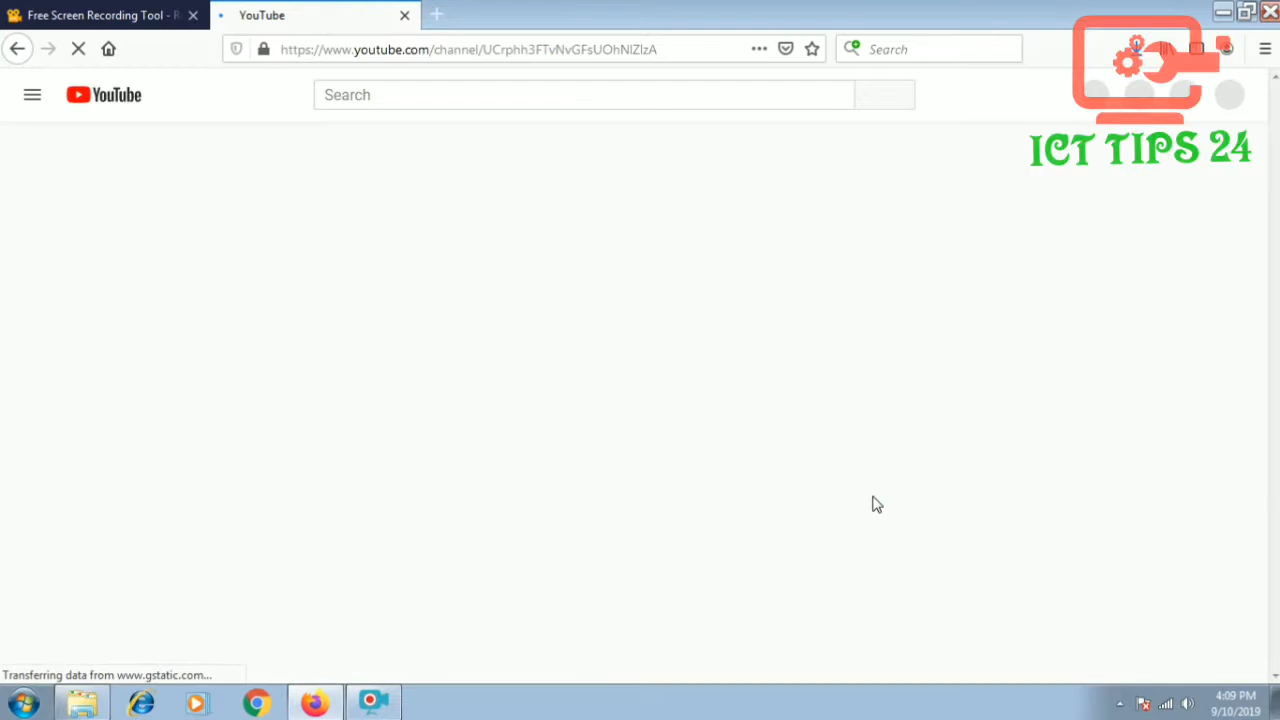 Free Screen Recording Tool - R
YouTube
https://www.youtube.com/channel/UCrphh3FTvNvGFsUOhNIZlzA
Search
YouTube
Search
ICT TIPS 24
Transferring data from www.gstatic.com...
4:09 PM
9/10/2019